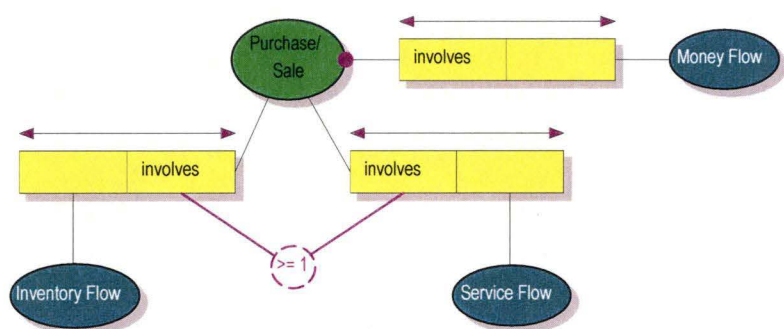 Purchase/
Sale
involves
Money Flow
involves
involves
>= 1
Inventory Flow
Service Flow